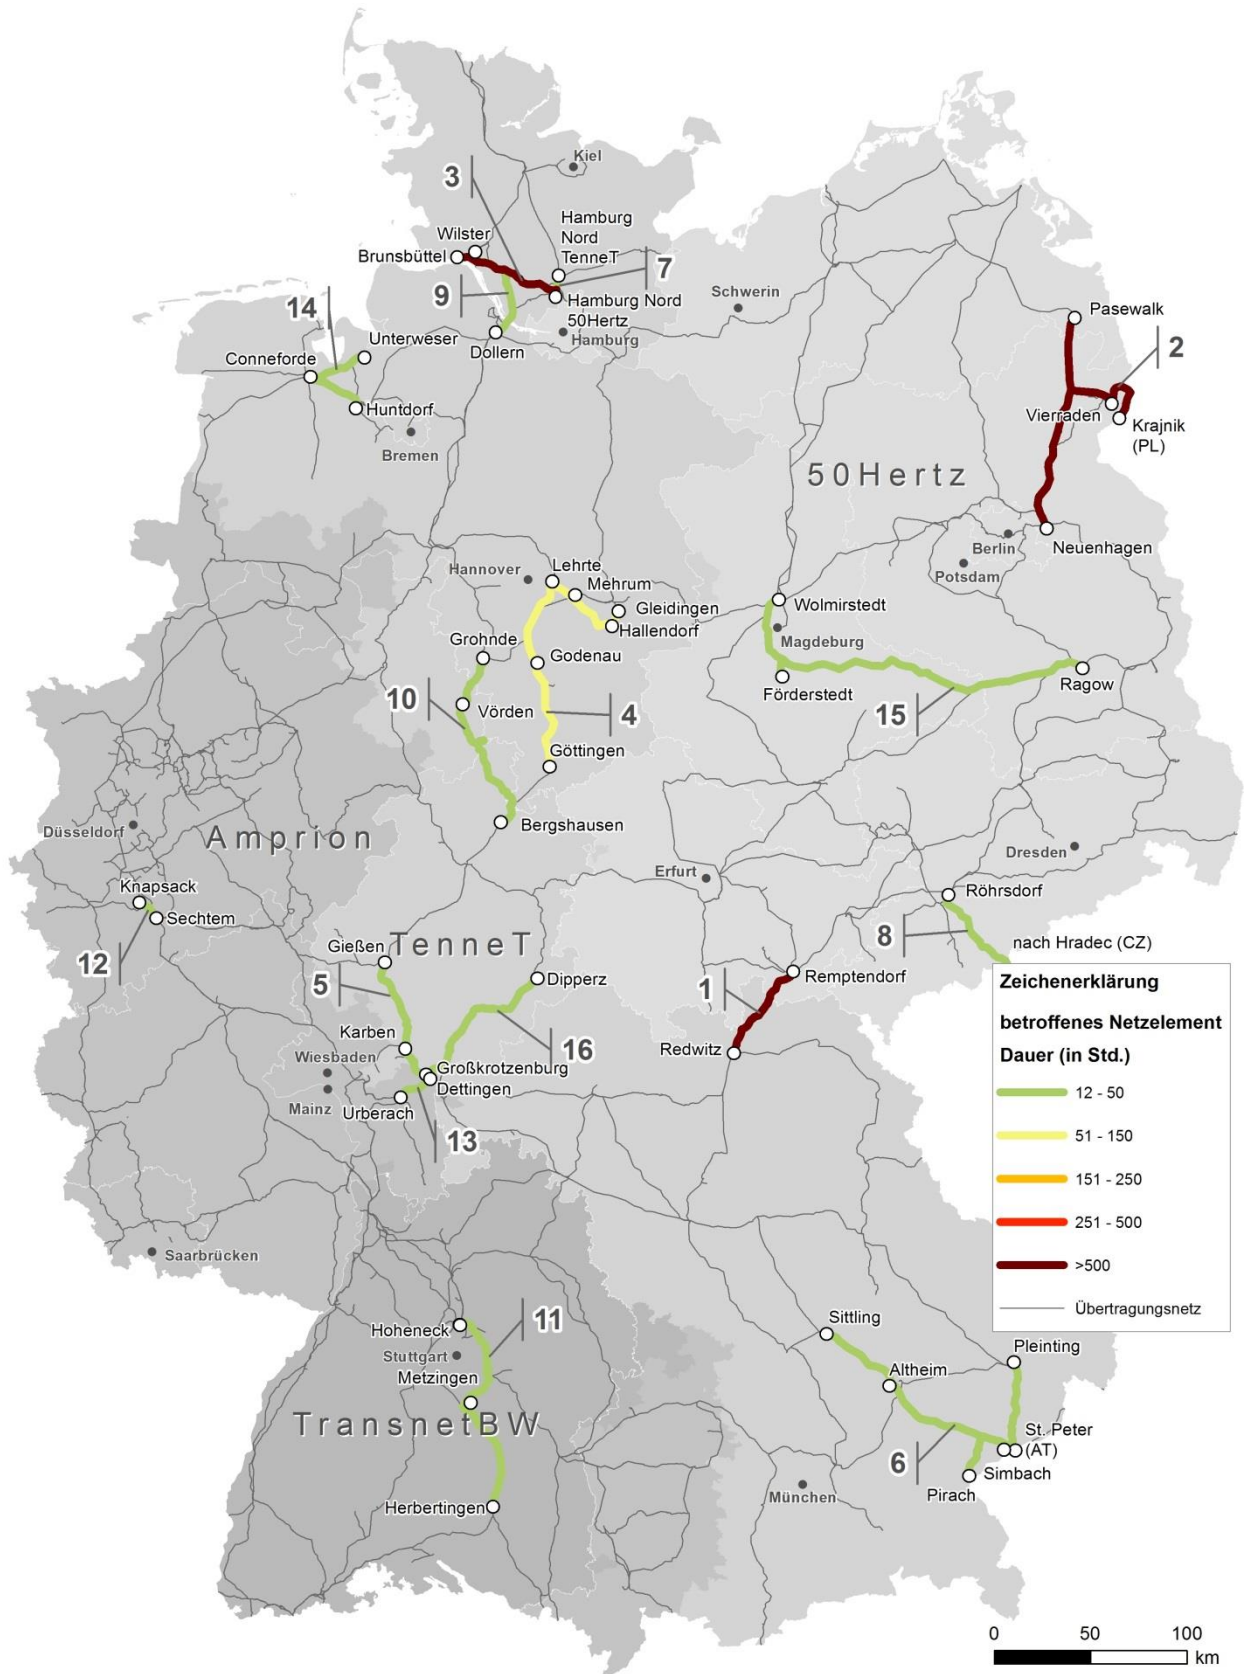 Kiel
3
Hamburg
Nord
TenneT
Wilster
Brunsbüttel
7
9
Hamburg Nord
50Hertz
Schwerin
14
Pasewalk
Hamburg
Unterweser
Dollern
2
Conneforde
Huntdorf
Vierraden
Krajnik
(PL)
Bremen
50Hertz
Berlin
Neuenhagen
Lehrte
Hannover
Mehrum
Potsdam
Gleidingen
Wolmirstedt
Hallendorf
Magdeburg
Grohnde
Godenau
Förderstedt
Ragow
10
Vörden
4
15
Göttingen
Bergshausen
Düsseldorf
Amprion
Dresden
Erfurt
Knapsack
Röhrsdorf
Sechtem
8
Gießen
TenneT
nach Hradec (CZ)
12
Dipperz
Remptendorf
5
1
Zeichenerklärung
betroffenes Netzelement
Dauer (in Std.)
12 - 50
51 - 150
151 - 250
251 - 500
>500
Übertragungsnetz
Karben
16
Redwitz
Wiesbaden
Großkrotzenburg
Dettingen
Mainz
Urberach
13
Saarbrücken
11
Sittling
Hoheneck
Pleinting
Stuttgart
Altheim
Metzingen
TransnetBW
St. Peter
(AT)
6
Simbach
Pirach
München
Herbertingen
0 50 100
km